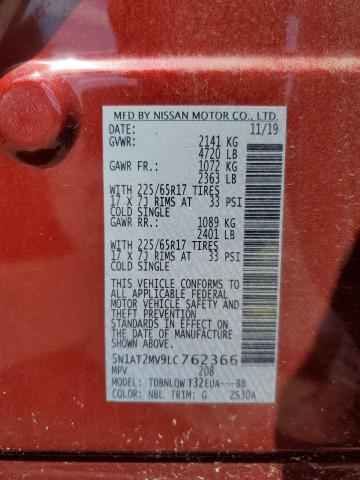 MFD BY NISSAN MOTOR CO., LTD.
DATE: 11/19
GVWR: 2141 KG
4720 LB
GAWR FR.: 1072 KG
2363 LB
WITH 225/65R17 TIRES
17 X 7J RIMS AT 33 PSI
COLD SINGLE
GAWR RR.: 1089 KG
2401 LB
WITH 225/65R17 TIRES
17 X 7J RIMS AT 33 PSI
COLD SINGLE
THIS VEHICLE CONFORMS TO
ALL APPLICABLE FEDERAL
MOTOR VEHICLE SAFETY
AND THEFT PREVENTION
STANDARDS IN EFFECT ON THE
DATE OF MANUFACTURE
SHOWN ABOVE.
5N1AT2MV9LC762366
MPV 208
MODEL: TDBNLQWT32EUA---BB
COLOR: NBL TRIM: G ZS30A